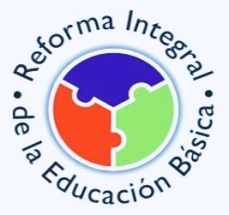 Reforma Integral
• de la Educación Básica •